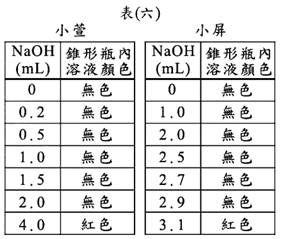 表(六)
小萱
NaOH (mL) 錐形瓶內溶液顏色
0 無色
0.2 無色
0.5 無色
1.0 無色
1.5 無色
2.0 無色
4.0 紅色
小屏
NaOH (mL) 錐形瓶內溶液顏色
0 無色
1.0 無色
2.0 無色
2.5 無色
2.7 無色
2.9 無色
3.1 紅色